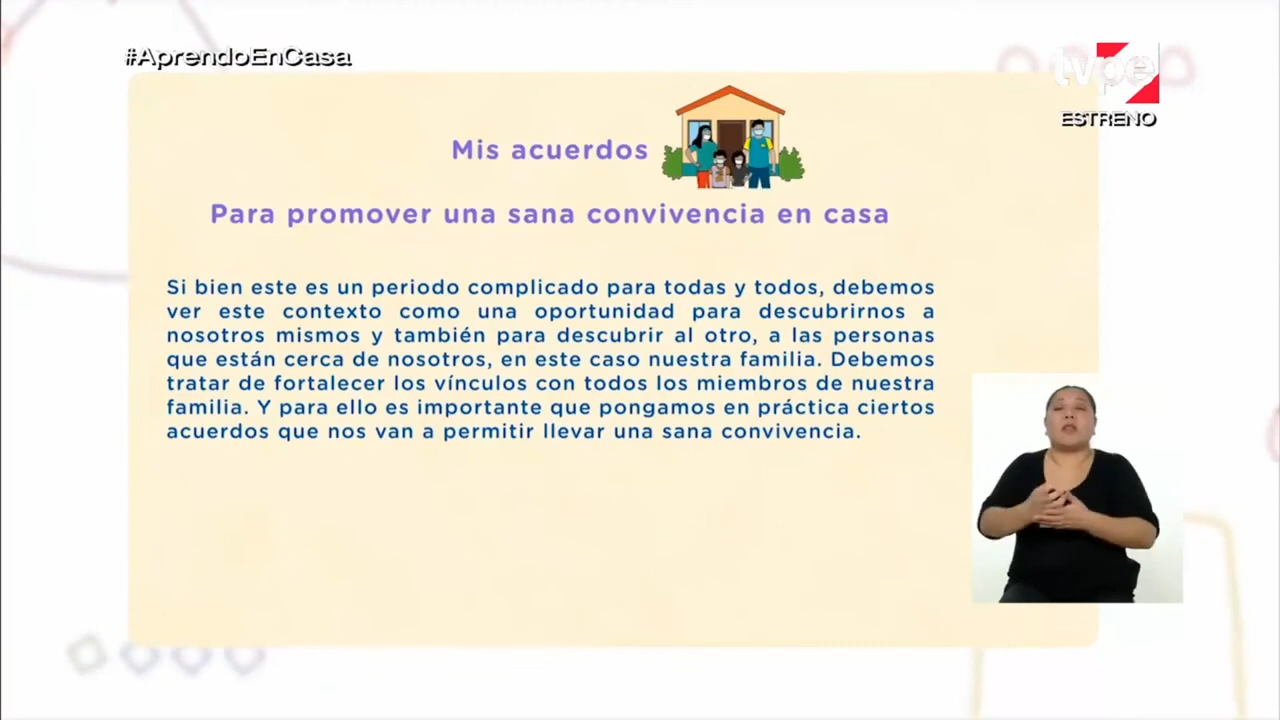 #AprendoEnCasa
tvpe
ESTRENO
Mis acuerdos
Para promover una sana convivencia en casa
Si bien este es un periodo complicado para todas y todos, debemos
ver este contexto como una oportunidad para descubrirnos a
nosotros mismos y también para descubrir al otro, a las personas
que están cerca de nosotros, en este caso nuestra familia. Debemos
tratar de fortalecer los vínculos con todos los miembros de nuestra
familia. Y para ello es importante que pongamos en práctica ciertos
acuerdos que nos van a permitir llevar una sana convivencia.